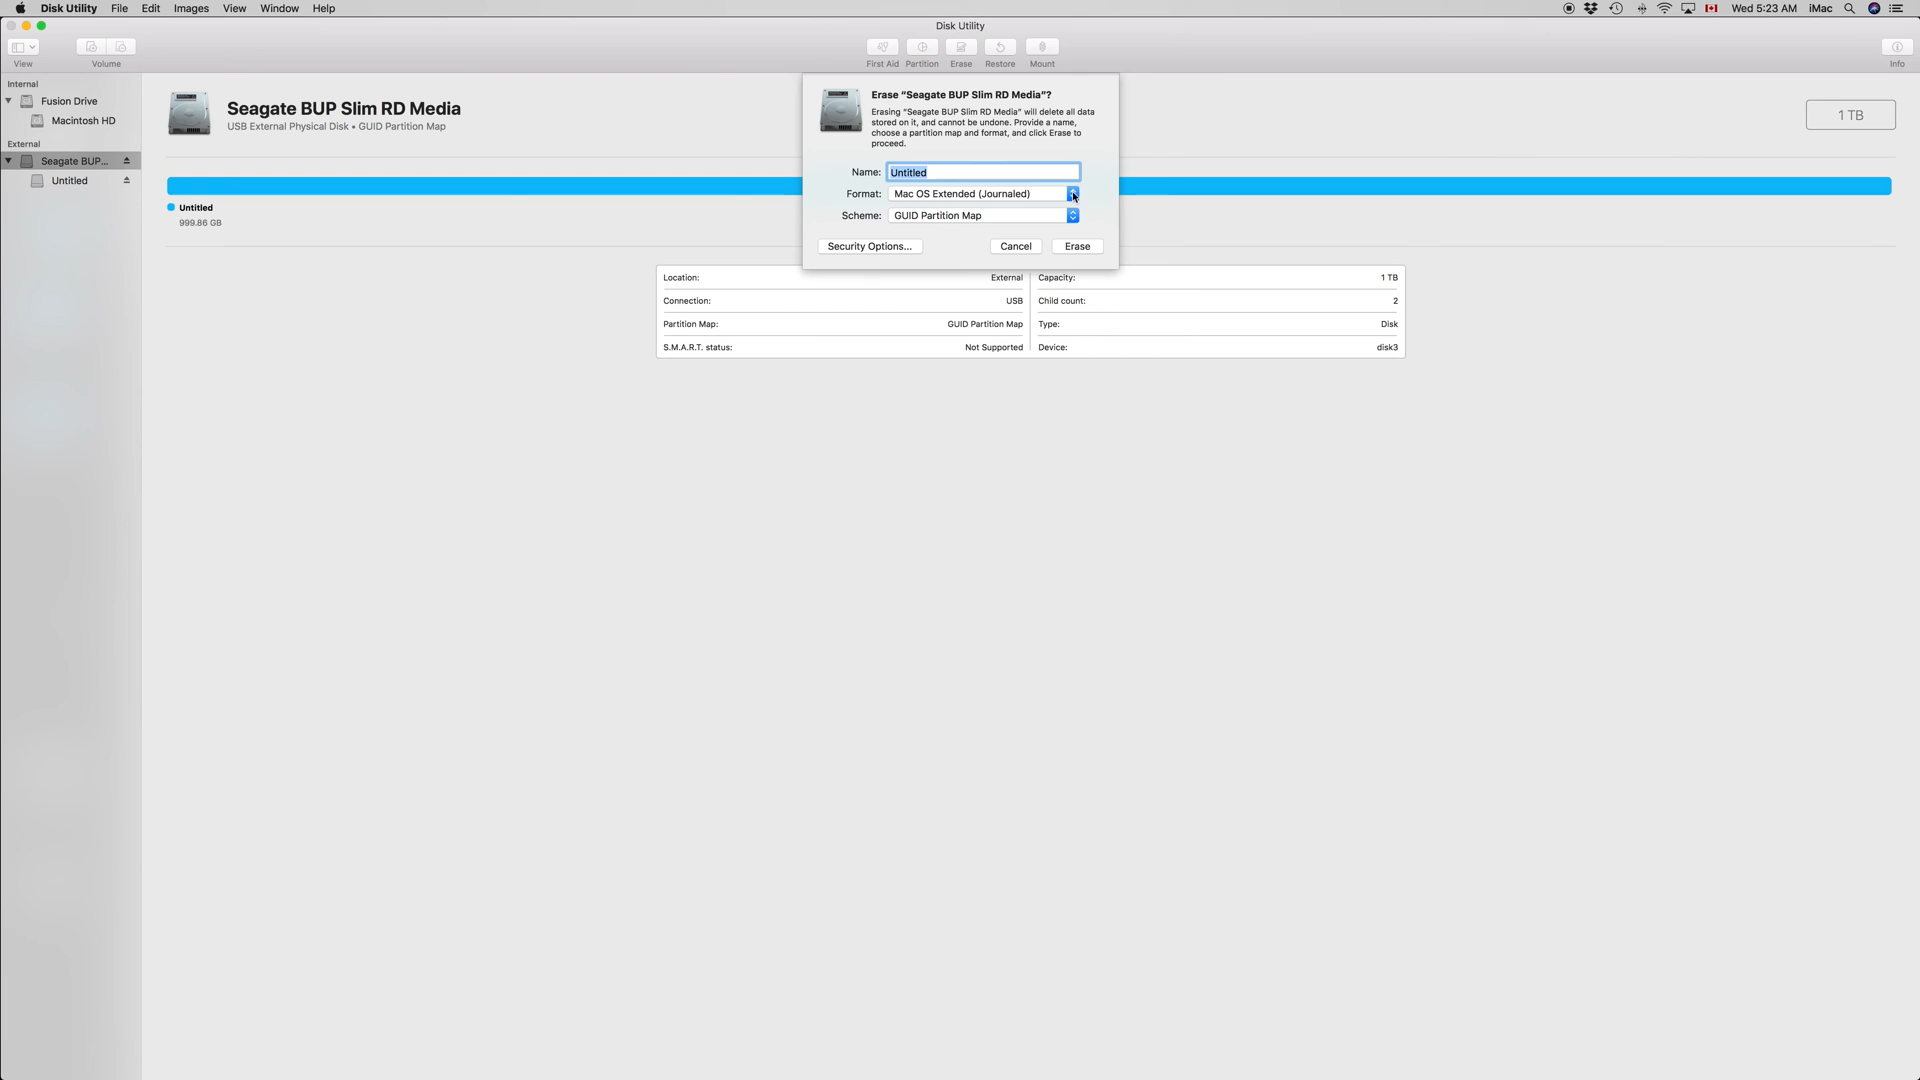 Disk Utility File Edit Images View Window Help Wed 5:23 AM iMac
Disk Utility
View Volume First Aid Partition Erase Restore Mount Info
Internal
Fusion Drive
Macintosh HD
External
Seagate BUP...
Untitled
Seagate BUP Slim RD Media
USB External Physical Disk • GUID Partition Map
1 TB
Untitled
999.86 GB
Erase “Seagate BUP Slim RD Media”?
Erasing “Seagate BUP Slim RD Media” will delete all data
stored on it, and cannot be undone. Provide a name,
choose a partition map and format, and click Erase to
proceed.
Name: Untitled
Format: Mac OS Extended (Journaled)
Scheme: GUID Partition Map
Security Options... Cancel Erase
Location: External Capacity: 1 TB
Connection: USB Child count: 2
Partition Map: GUID Partition Map Type: Disk
S.M.A.R.T. status: Not Supported Device: disk3